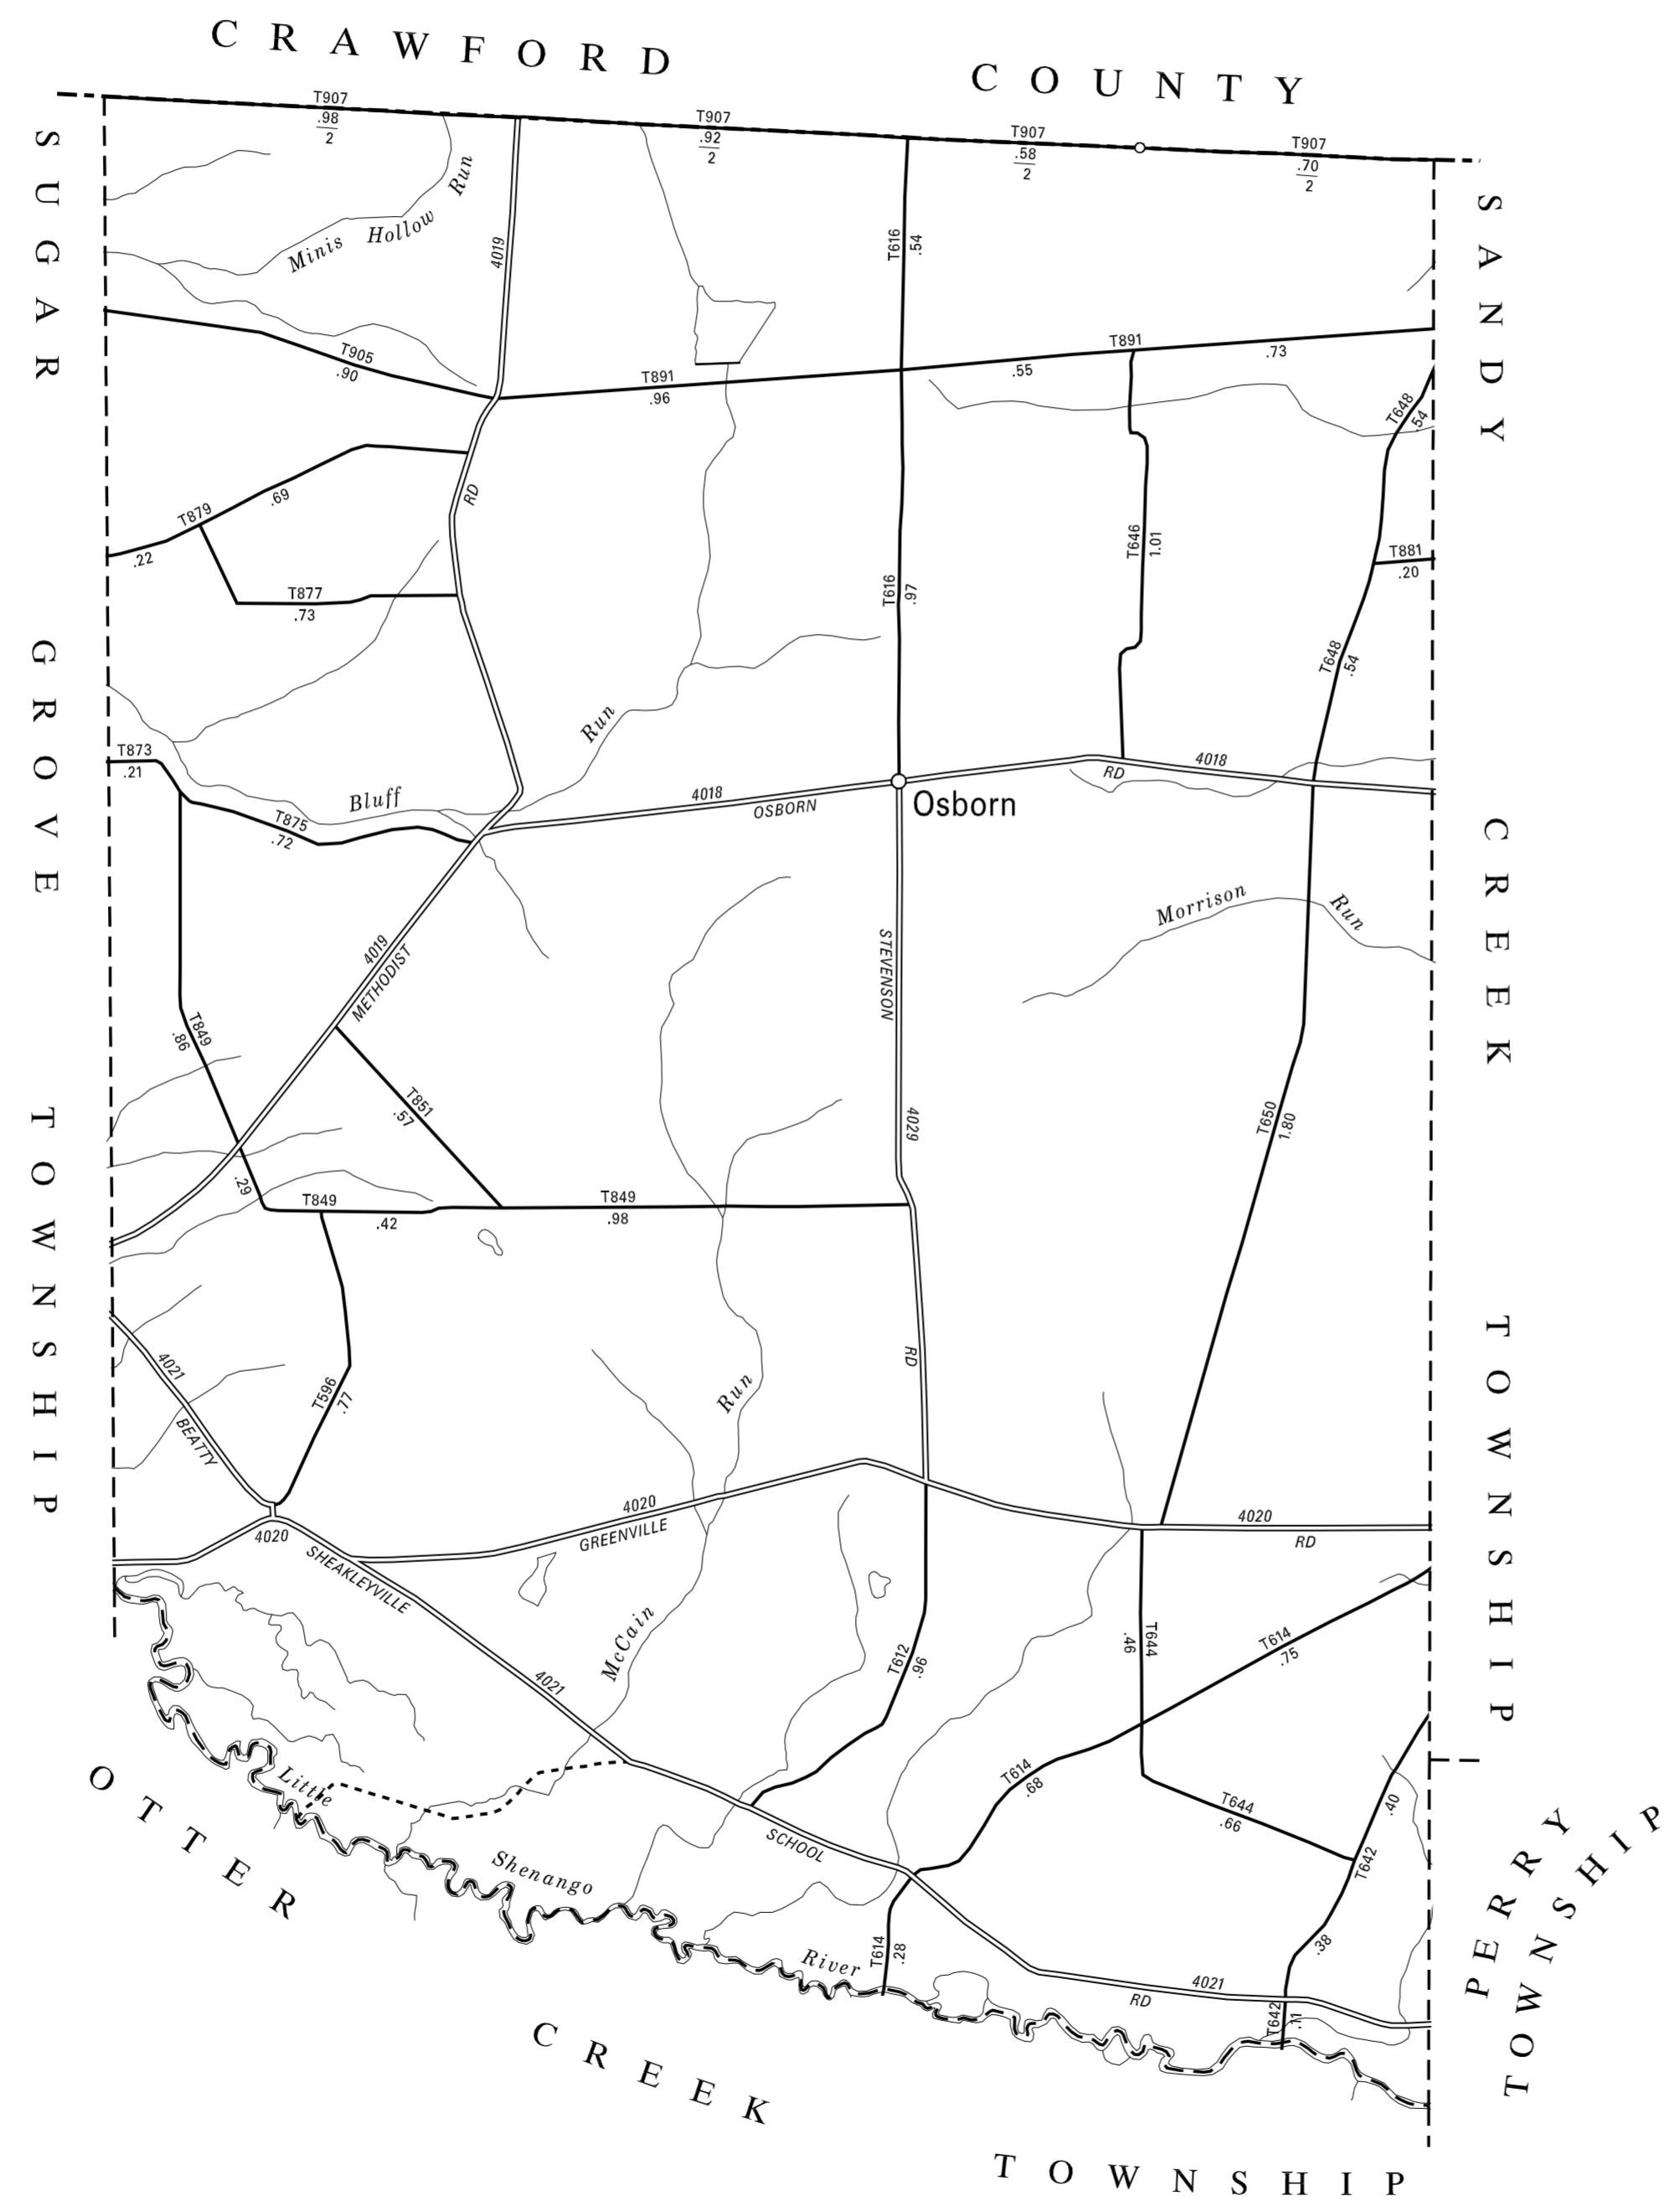 CRAWFORD COUNTY
T907
.98
2
T907
.92
2
T907
.58
2
T907
.70
2
SUGAR GROVE TOWNSHIP
SANDY CREEK TOWNSHIP
Minis Hollow Run
4019
T616
.54
T905
.90
T891
.96
.55
T891
.73
T648
.54
T879
.69
.22
RD
T877
.73
T616
.97
T646
1.01
T881
.20
T648
.54
T873
.21
Bluff Run
T875
.72
4018
OSBORN
Osborn
RD
4018
Morrison Run
4019
METHODIST
STEVENSON
T849
.86
T851
.57
4029
T650
1.80
.29
T849
.42
T849
.98
4021
BEATTY
T596
.77
RD
Run
4020
4020
GREENVILLE
4020
RD
SHEAKLEYVILLE
McCain
4021
T612
.96
T644
.46
T614
.75
T614
.68
T644
.66
.40
T642
Little
SCHOOL
Shenango
River
T614
.28
.38
4021
RD
T642
.11
PERRY
TOWNSHIP
OTTER
CREEK
TOWNSHIP